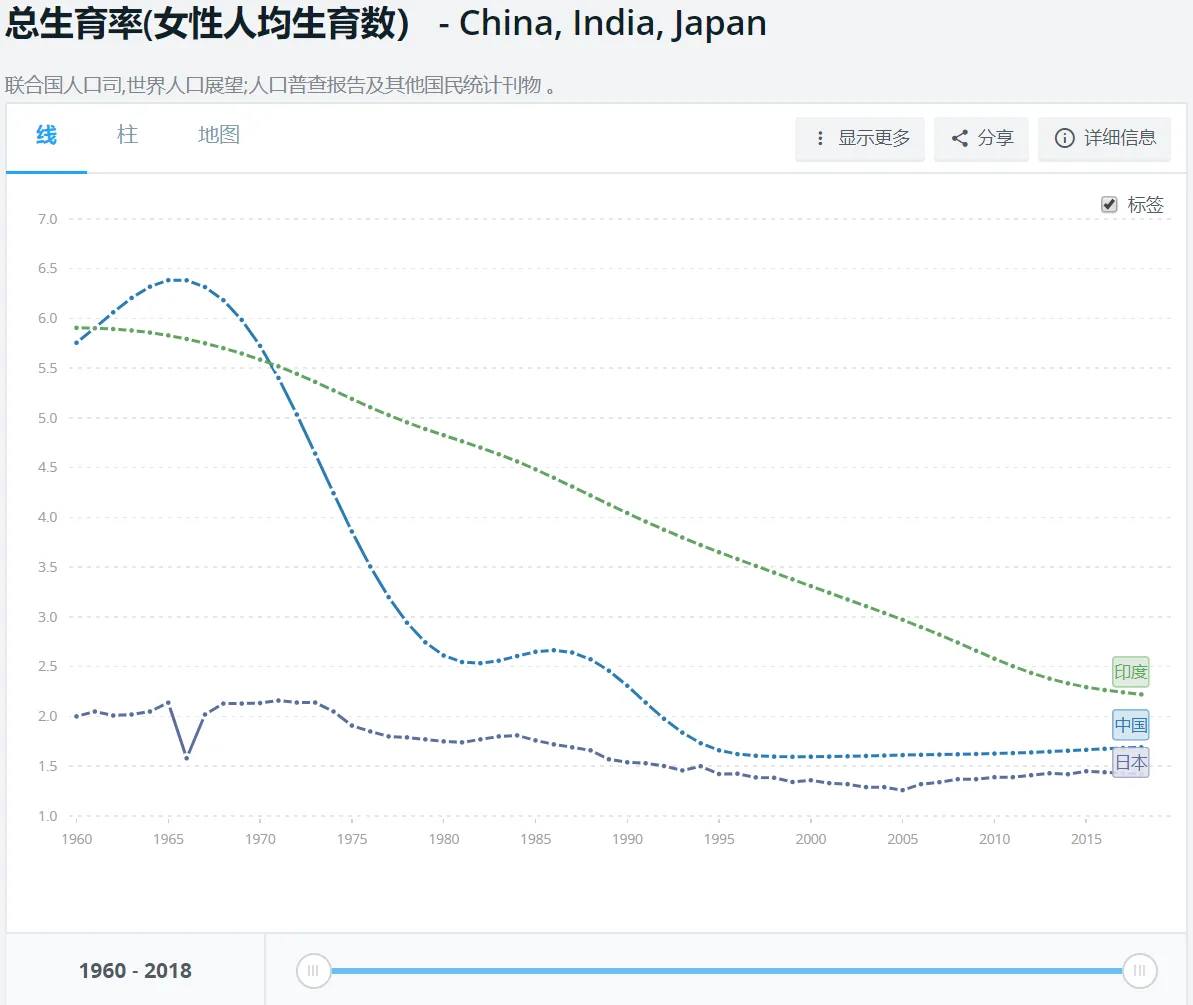 总生育率(女性人均生育数） - China, India, Japan
联合国人口司,世界人口展望;人口普查报告及其他国民统计刊物 。
线 柱 地图 显示更多 分享 详细信息
标签
7.0
6.5
6.0
5.5
5.0
4.5
4.0
3.5
3.0
2.5
印度
2.0
中国
1.5
日本
1.0
1960 1965 1970 1975 1980 1985 1990 1995 2000 2005 2010 2015
1960 - 2018